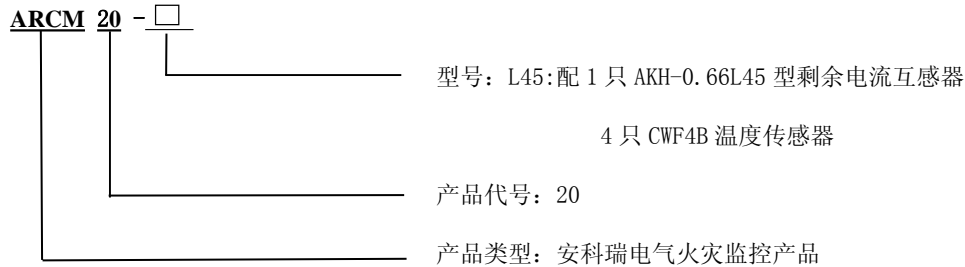 ARCM 20 -□
型号：L45:配 1 只 AKH-0.66L45 型剩余电流互感器
4 只 CWF4B 温度传感器
产品代号：20
产品类型：安科瑞电气火灾监控产品